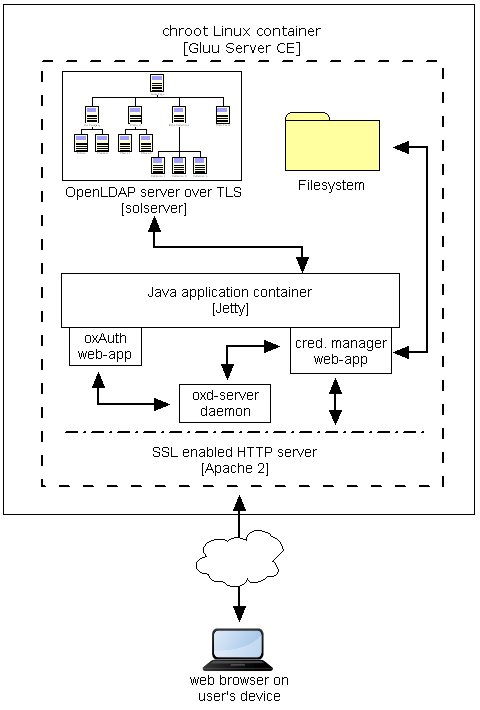 chroot Linux container
[Gluu Server CE]
OpenLDAP server over TLS
[solserver]
Filesystem
Java application container
[Jetty]
oxAuth
web-app
cred. manager
web-app
oxd-server
daemon
SSL enabled HTTP server
[Apache 2]
web browser on
user's device